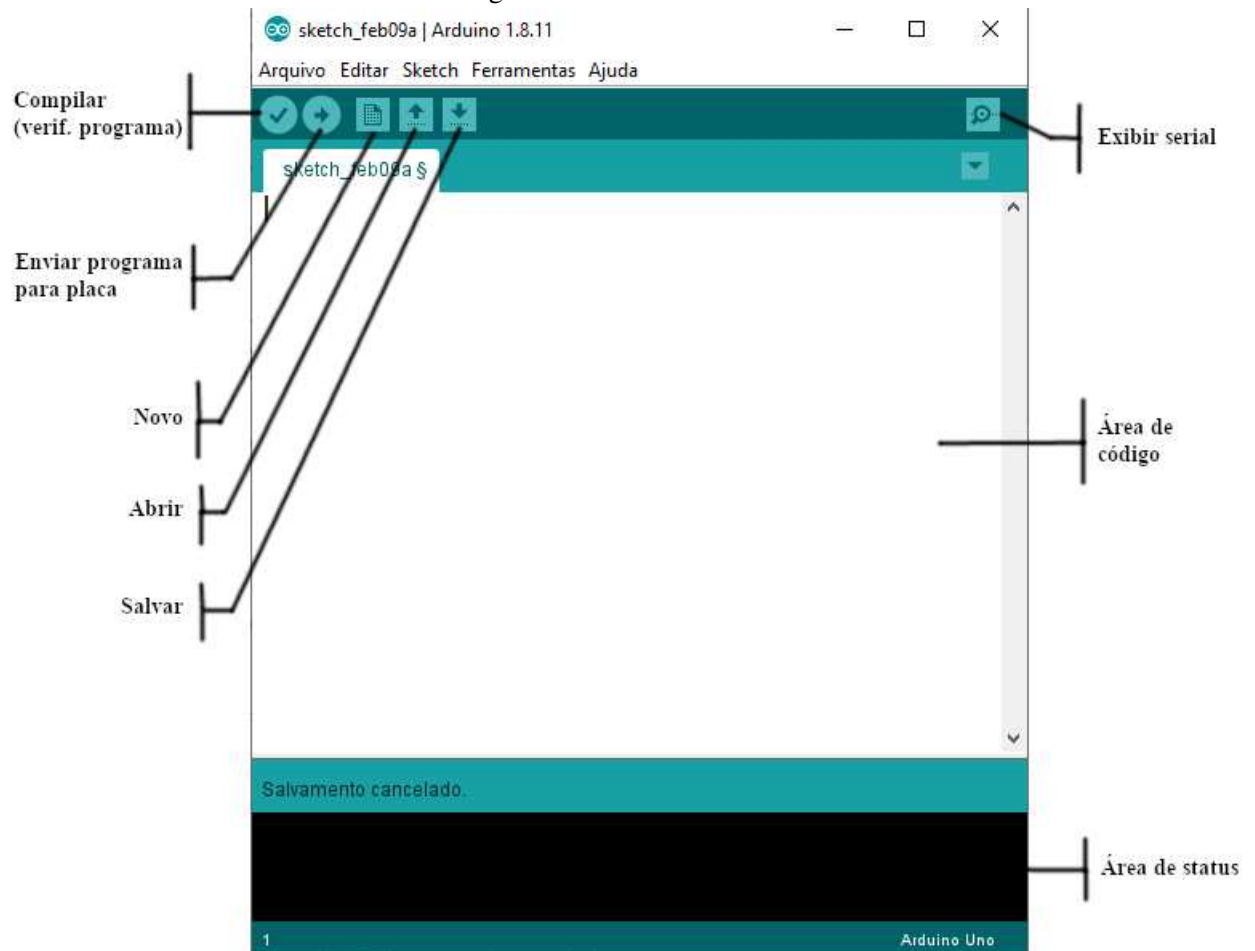 sketch_feb09a | Arduino 1.8.11
Arquivo Editar Sketch Ferramentas Ajuda
Compilar
(verif. programa)
Exibir serial
sketch_feb09a §
Enviar programa
para placa
Novo
Área de
código
Abrir
Salvar
Salvamento cancelado.
Área de status
1
Arduino Uno